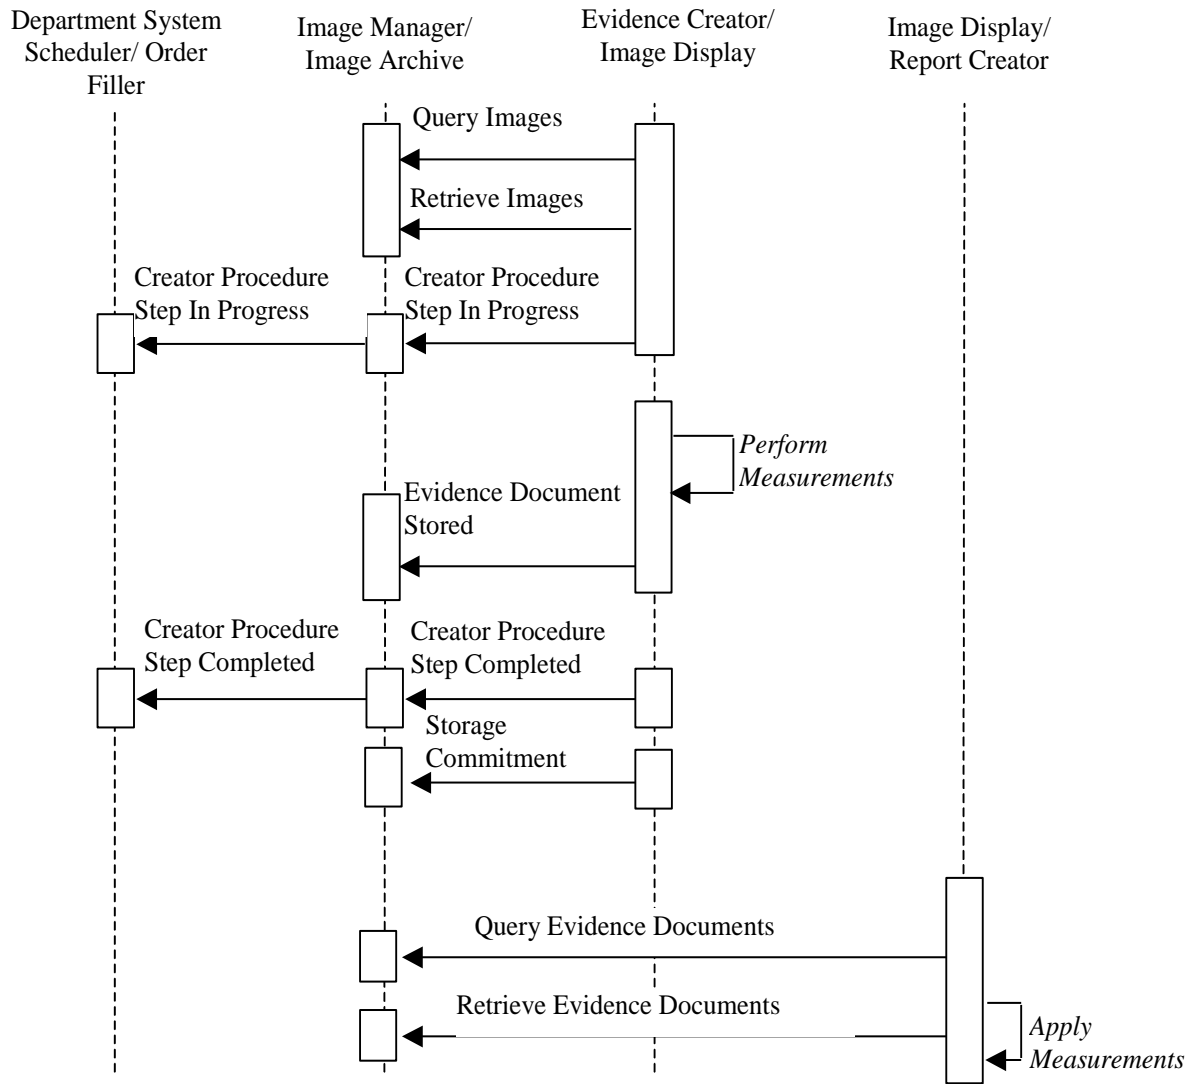 Department System
Scheduler/ Order
Filler
Image Manager/
Image Archive
Evidence Creator/
Image Display
Image Display/
Report Creator
Query Images
Retrieve Images
Creator Procedure
Step In Progress
Creator Procedure
Step In Progress
Perform
Measurements
Evidence Document
Stored
Creator Procedure
Step Completed
Creator Procedure
Step Completed
Storage
Commitment
Query Evidence Documents
Retrieve Evidence Documents
Apply
Measurements